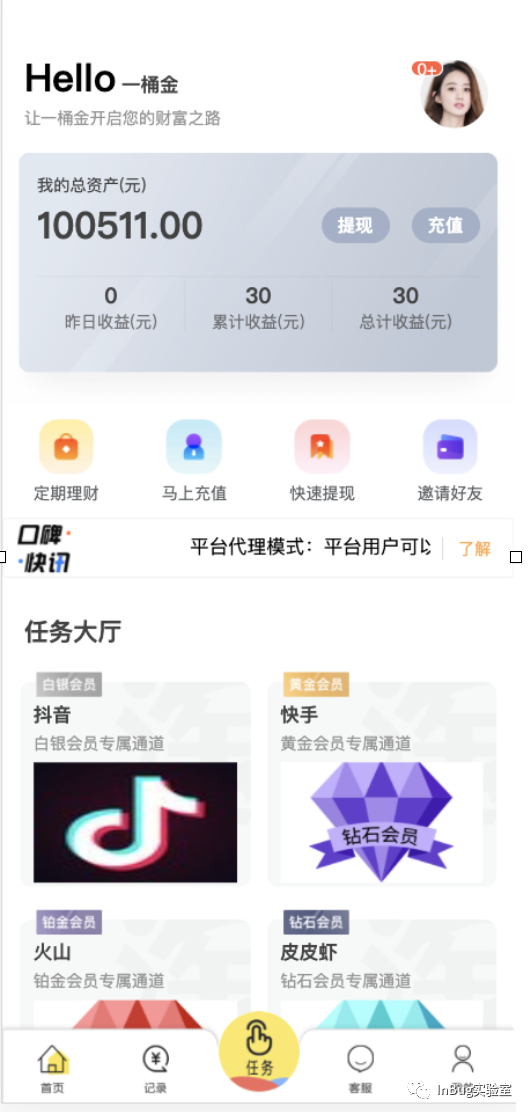 Hello 一桶金
0+
让一桶金开启您的财富之路
我的总资产(元)
100511.00
提现 充值
0 30 30
昨日收益(元) 累计收益(元) 总计收益(元)
定期理财 马上充值 快速提现 邀请好友
口碑
快讯
平台代理模式：平台用户可以
了解
任务大厅
白银会员 黄金会员
抖音 快手
白银会员专属通道 黄金会员专属通道
钻石会员
铂金会员 钻石会员
火山 皮皮虾
铂金会员专属通道 钻石会员专属通道
任务
首页 记录 客服
InBug实验室